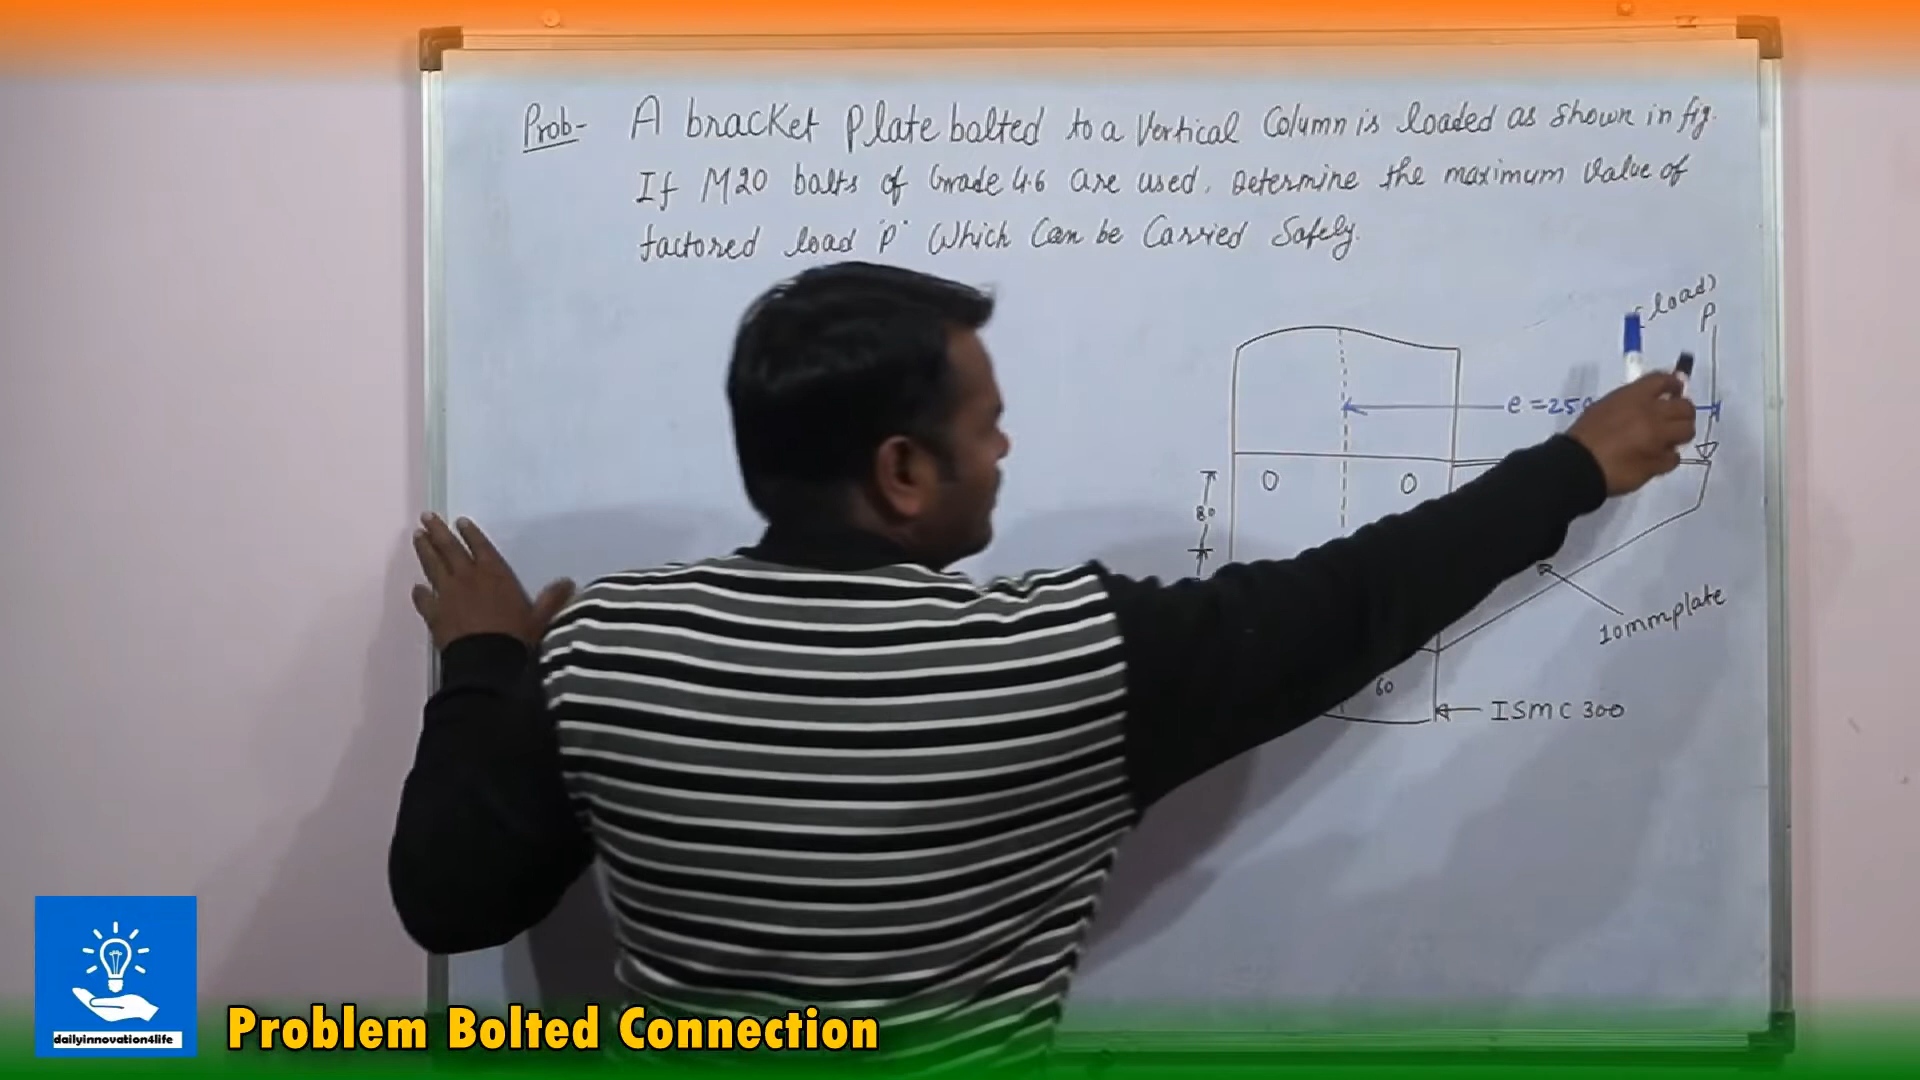 Prob- A bracket Plate bolted to a Vertical Column is loaded as shown in fig.
If M20 bolts of Grade 4.6 are used, Determine the maximum Value of
factored load "P" Which Can be Carried Safely.
load)
P
e = 250
80
10mm plate
60
ISMC 300
dailyinnovation4life
Problem Bolted Connection